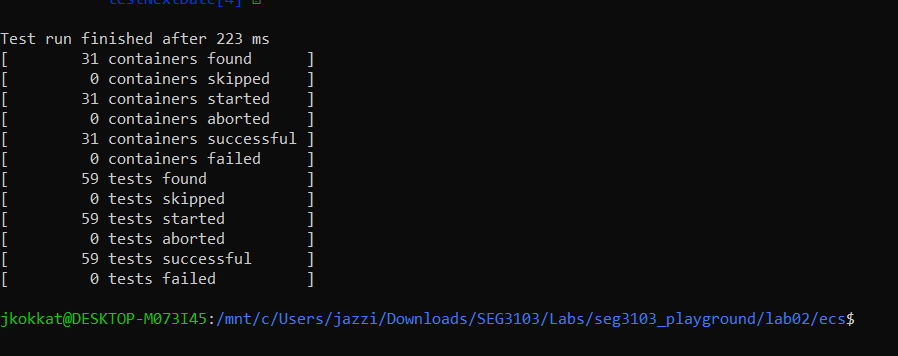 testNextDate[4]
Test run finished after 223 ms
[        31 containers found      ]
[         0 containers skipped    ]
[        31 containers started    ]
[         0 containers aborted    ]
[        31 containers successful ]
[         0 containers failed     ]
[        59 tests found           ]
[         0 tests skipped         ]
[        59 tests started         ]
[         0 tests aborted         ]
[        59 tests successful      ]
[         0 tests failed          ]
jkokkat@DESKTOP-M073I45:/mnt/c/Users/jazzi/Downloads/SEG3103/Labs/seg3103_playground/lab02/ecs$